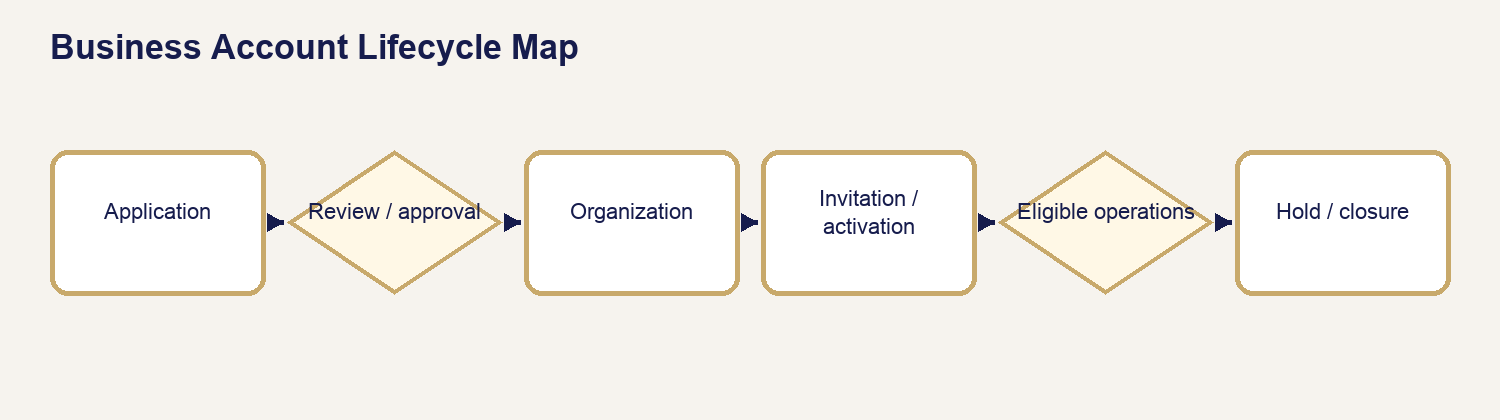 Business Account Lifecycle Map
Application
Review / approval
Organization
Invitation /
activation
Eligible operations
Hold / closure